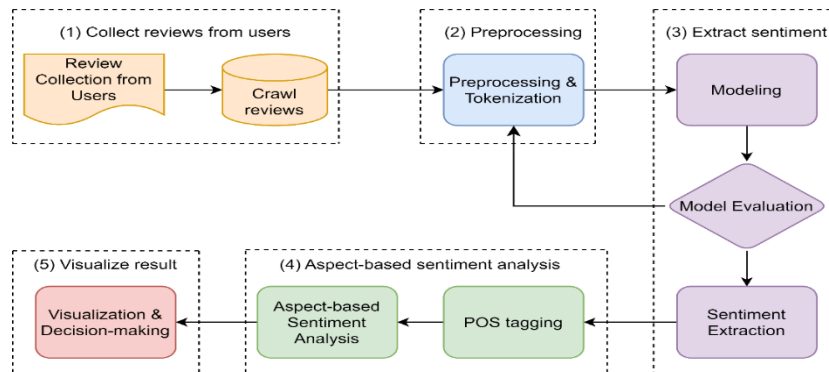 (1) Collect reviews from users
Review
Collection from
Users
Crawl
reviews
(2) Preprocessing
Preprocessing &
Tokenization
(3) Extract sentiment
Modeling
Model Evaluation
Sentiment
Extraction
(4) Aspect-based sentiment analysis
POS tagging
Aspect-based
Sentiment
Analysis
(5) Visualize result
Visualization &
Decision-making